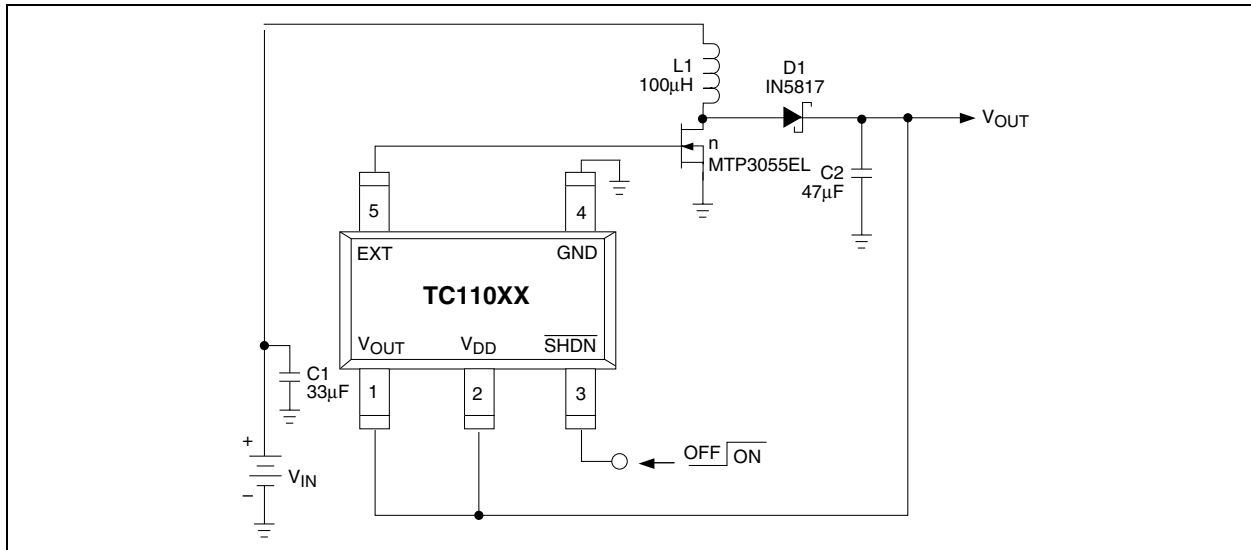 L1
100µH
D1
IN5817
VOUT
n
MTP3055EL
C2
47µF
5
4
EXT
GND
TC110XX
VOUT
VDD
SHDN
C1
33µF
1
2
3
+
VIN
–
OFF
ON